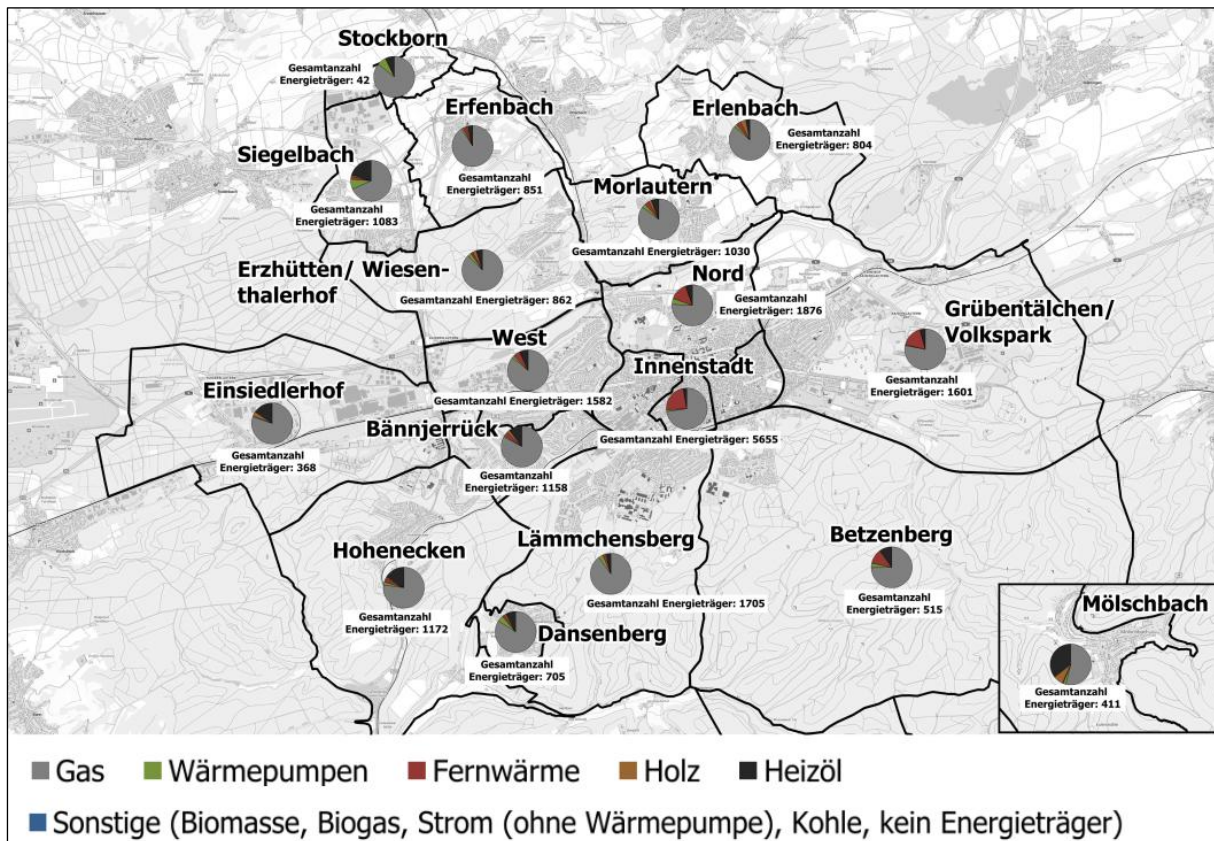 Stockborn
Gesamtanzahl
Energieträger: 42
Erfenbach
Gesamtanzahl
Energieträger: 851
Erlenbach
Gesamtanzahl
Energieträger: 804
Siegelbach
Gesamtanzahl
Energieträger: 1083
Morlautern
Gesamtanzahl Energieträger: 1030
Erzhütten/ Wiesen-
thalerhof
Gesamtanzahl Energieträger: 862
Nord
Gesamtanzahl
Energieträger: 1876
Grübentälchen/
Volkspark
Gesamtanzahl
Energieträger: 1601
West
Gesamtanzahl Energieträger: 1582
Innenstadt
Gesamtanzahl Energieträger: 5655
Einsiedlerhof
Gesamtanzahl
Energieträger: 368
Bännjerrück
Gesamtanzahl
Energieträger: 1158
Lämmchensberg
Gesamtanzahl Energieträger: 1705
Betzenberg
Gesamtanzahl
Energieträger: 515
Hohenecken
Gesamtanzahl
Energieträger: 1172
Dansenberg
Gesamtanzahl
Energieträger: 705
Mölschbach
Gesamtanzahl
Energieträger: 411
Gas Wärmepumpen Fernwärme Holz Heizöl
Sonstige (Biomasse, Biogas, Strom (ohne Wärmepumpe), Kohle, kein Energieträger)